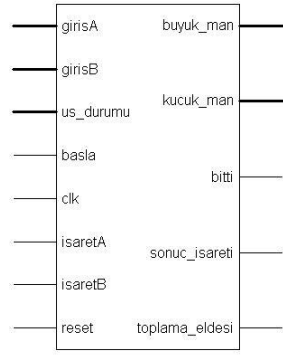 girisA
buyuk_man
girisB
kucuk_man
us_durumu
basla
bitti
clk
isaretA
sonuc_isareti
isaretB
reset
toplama_eldesi